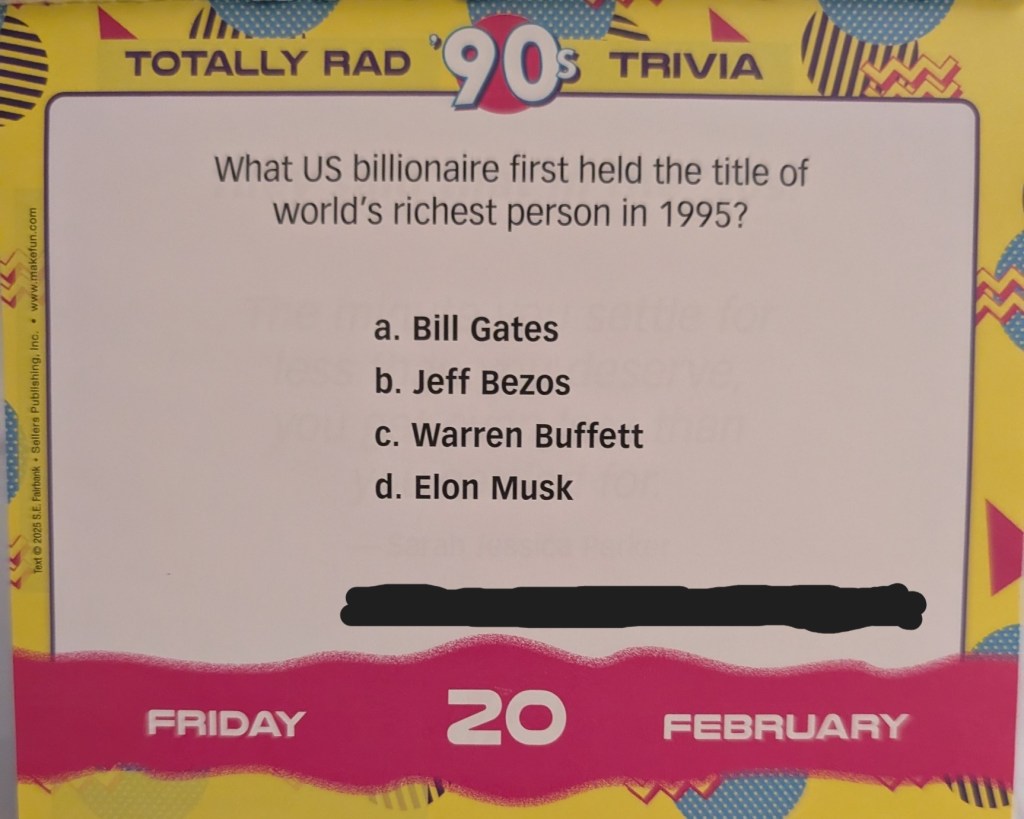 TOTALLY RAD '90s TRIVIA
What US billionaire first held the title of
world's richest person in 1995?
a. Bill Gates
b. Jeff Bezos
c. Warren Buffett
d. Elon Musk
FRIDAY 20 FEBRUARY
Text © 2025 S.E. Fairbank • Sellers Publishing, Inc. • www.makefun.com